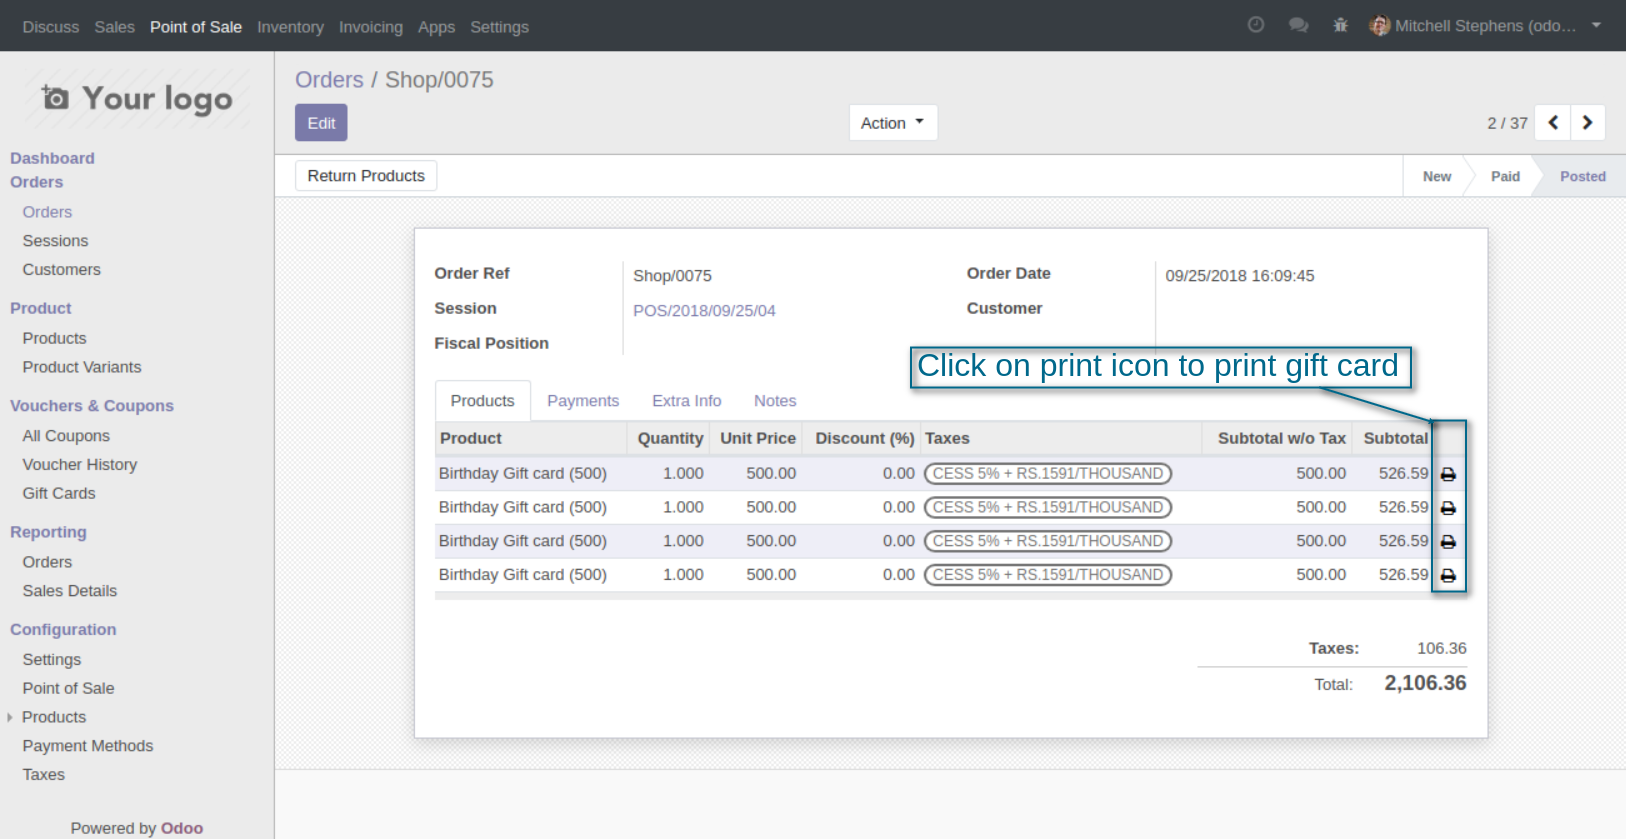 Discuss Sales Point of Sale Inventory Invoicing Apps Settings Mitchell Stephens (odo...
Your logo
Orders / Shop/0075
Edit Action 2 / 37
Return Products New Paid Posted
Dashboard
Orders
Orders
Sessions
Customers
Product
Products
Product Variants
Vouchers & Coupons
All Coupons
Voucher History
Gift Cards
Reporting
Orders
Sales Details
Configuration
Settings
Point of Sale
Products
Payment Methods
Taxes
Powered by Odoo
Order Ref Shop/0075 Order Date 09/25/2018 16:09:45
Session POS/2018/09/25/04 Customer
Fiscal Position
Click on print icon to print gift card
Products Payments Extra Info Notes
Product Quantity Unit Price Discount (%) Taxes Subtotal w/o Tax Subtotal
Birthday Gift card (500) 1.000 500.00 0.00 CESS 5% + RS.1591/THOUSAND 500.00 526.59
Birthday Gift card (500) 1.000 500.00 0.00 CESS 5% + RS.1591/THOUSAND 500.00 526.59
Birthday Gift card (500) 1.000 500.00 0.00 CESS 5% + RS.1591/THOUSAND 500.00 526.59
Birthday Gift card (500) 1.000 500.00 0.00 CESS 5% + RS.1591/THOUSAND 500.00 526.59
Taxes: 106.36
Total: 2,106.36